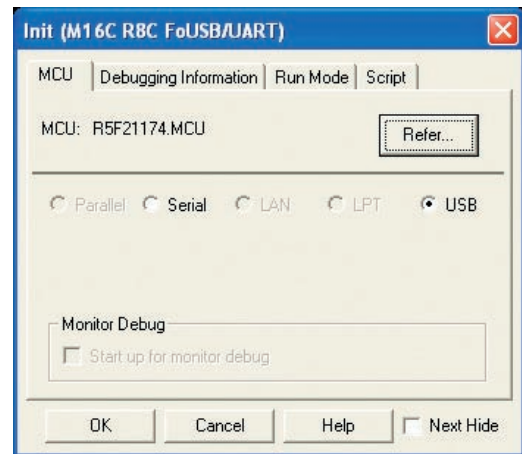 Init (M16C R8C FoUSB/UART)
MCU Debugging Information Run Mode Script
MCU: R5F21174.MCU Refer...
Parallel Serial LAN LPT USB
Monitor Debug
Start up for monitor debug
OK Cancel Help Next Hide